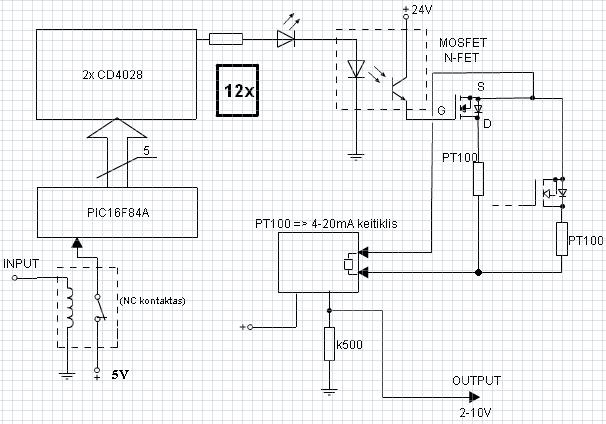 + 24V
MOSFET
N-FET
2x CD4028
12x
S
G
D
5
PT100
PIC16F84A
PT100 => 4-20mA keitiklis
PT100
INPUT
(NC kontaktas)
+
k500
+ 5V
OUTPUT
2-10V